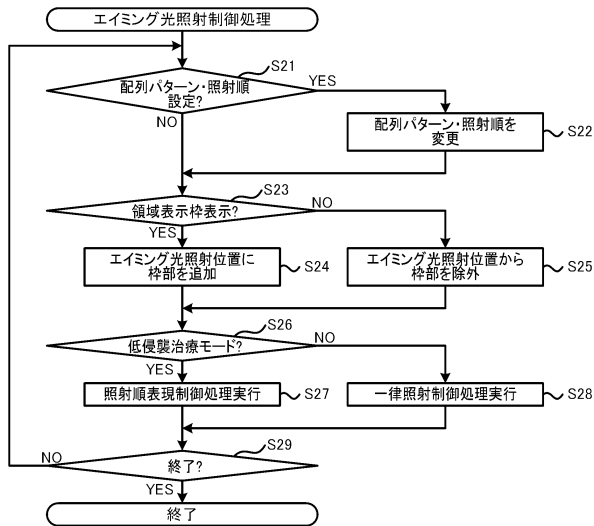 エイミング光照射制御処理
S21
配列パターン・照射順
設定?
YES
NO
配列パターン・照射順を
変更
S22
S23
領域表示枠表示?
NO
YES
エイミング光照射位置に
枠部を追加
S24
エイミング光照射位置から
枠部を除外
S25
S26
低侵襲治療モード?
NO
YES
照射順表現制御処理実行
S27
一律照射制御処理実行
S28
S29
NO
終了?
YES
終了